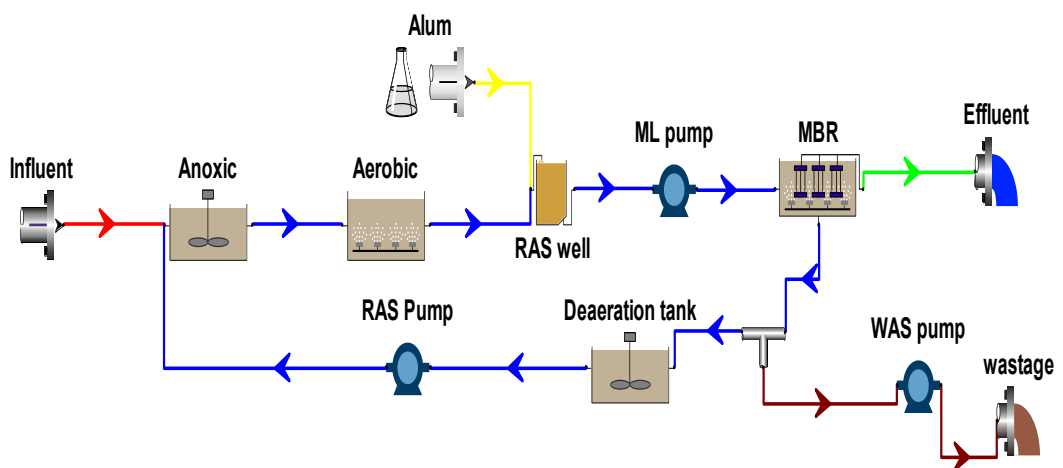 Alum
Influent
Anoxic
Aerobic
RAS well
ML pump
MBR
Effluent
RAS Pump
Deaeration tank
WAS pump
wastage